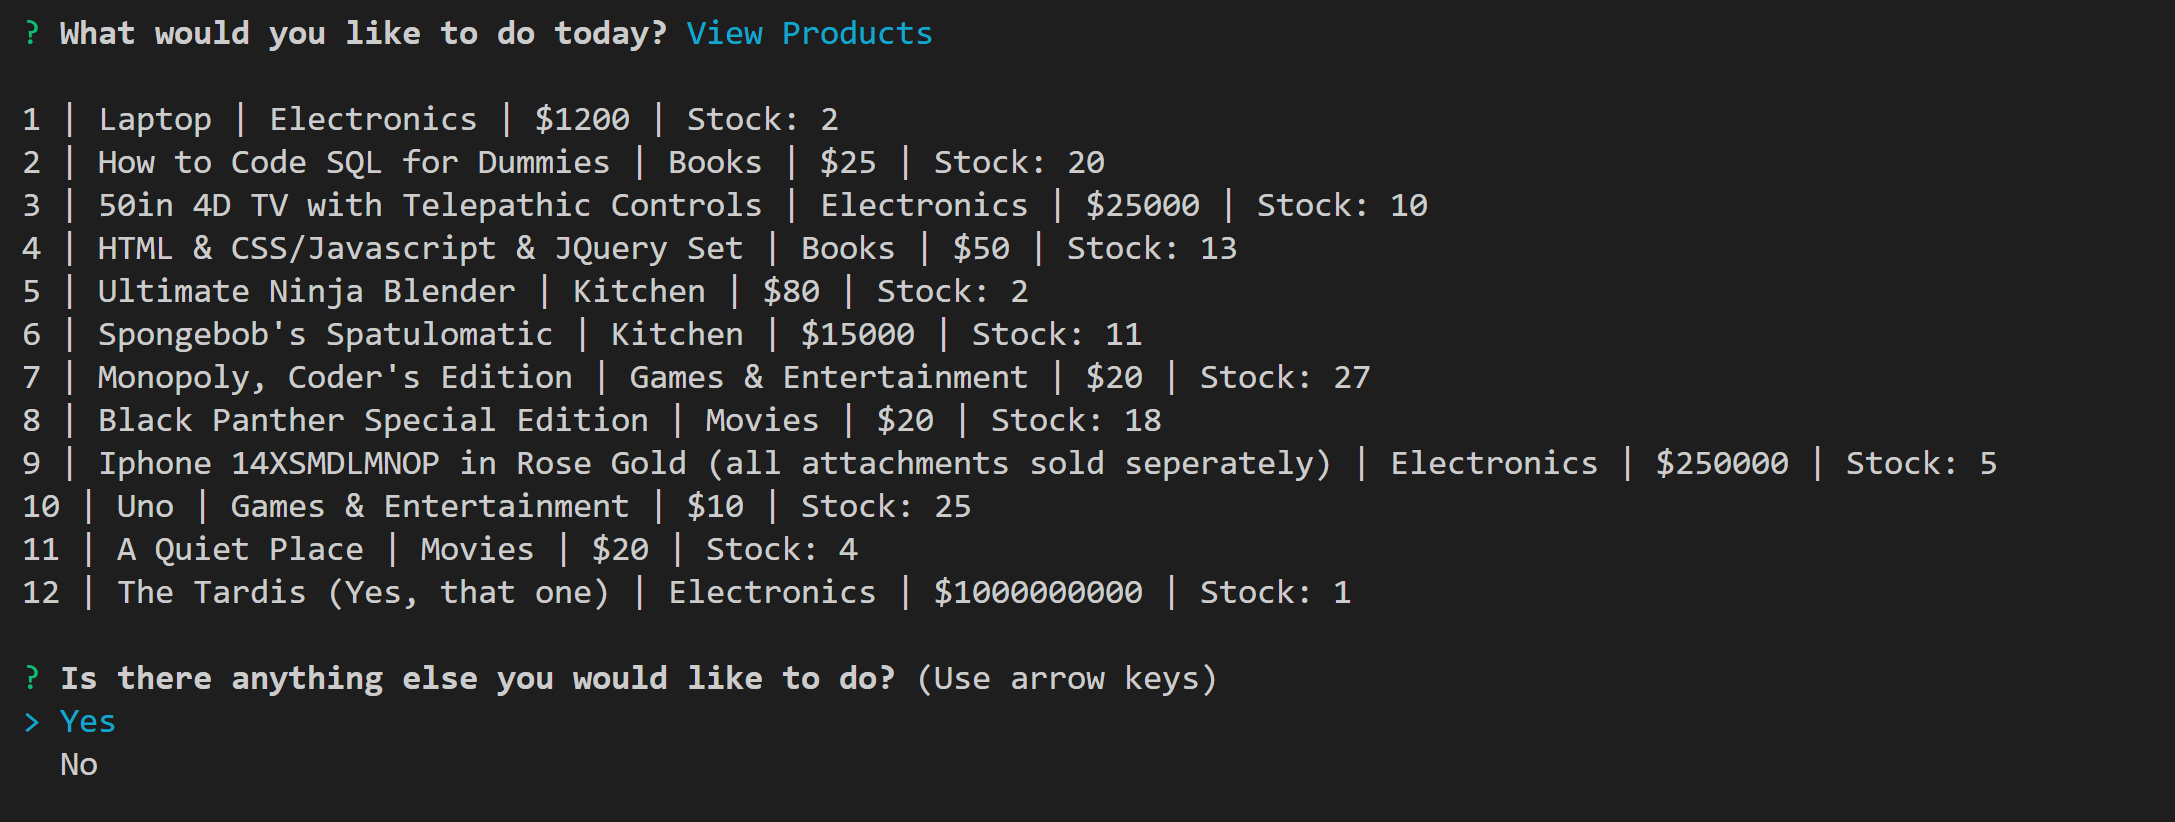 ? What would you like to do today? View Products
1 | Laptop | Electronics | $1200 | Stock: 2
2 | How to Code SQL for Dummies | Books | $25 | Stock: 20
3 | 50in 4D TV with Telepathic Controls | Electronics | $25000 | Stock: 10
4 | HTML & CSS/Javascript & JQuery Set | Books | $50 | Stock: 13
5 | Ultimate Ninja Blender | Kitchen | $80 | Stock: 2
6 | Spongebob's Spatulomatic | Kitchen | $15000 | Stock: 11
7 | Monopoly, Coder's Edition | Games & Entertainment | $20 | Stock: 27
8 | Black Panther Special Edition | Movies | $20 | Stock: 18
9 | Iphone 14XSMDLMNOP in Rose Gold (all attachments sold seperately) | Electronics | $250000 | Stock: 5
10 | Uno | Games & Entertainment | $10 | Stock: 25
11 | A Quiet Place | Movies | $20 | Stock: 4
12 | The Tardis (Yes, that one) | Electronics | $1000000000 | Stock: 1
? Is there anything else you would like to do? (Use arrow keys)
> Yes
No